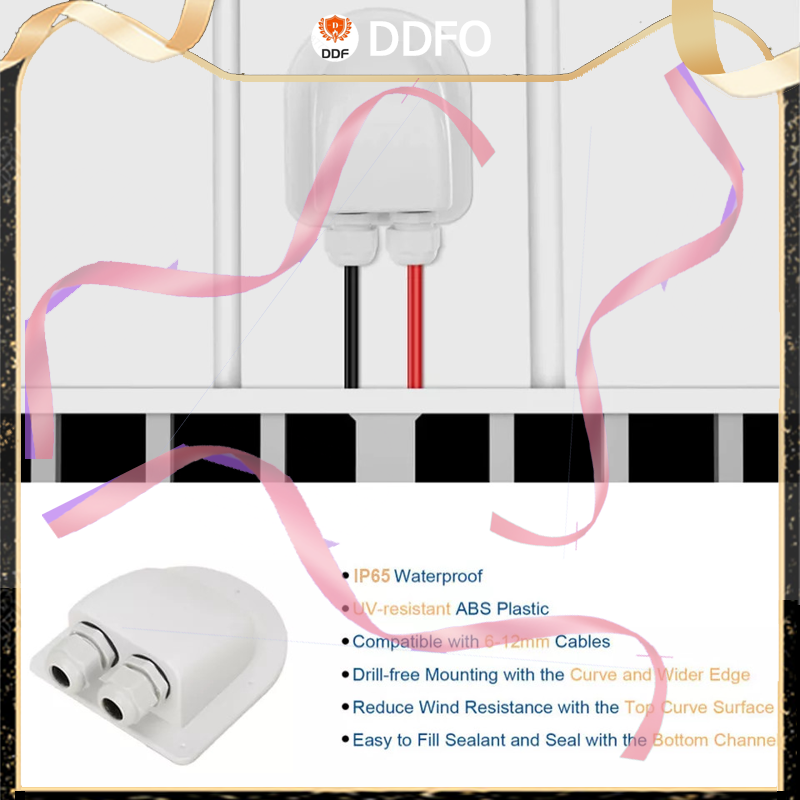 DDF
DDFO
IP65 Waterproof
UV-resistant ABS Plastic
Compatible with 6-12mm Cables
Drill-free Mounting with the Curve and Wider Edge
Reduce Wind Resistance with the Top Curve Surface
Easy to Fill Sealant and Seal with the Bottom Channe